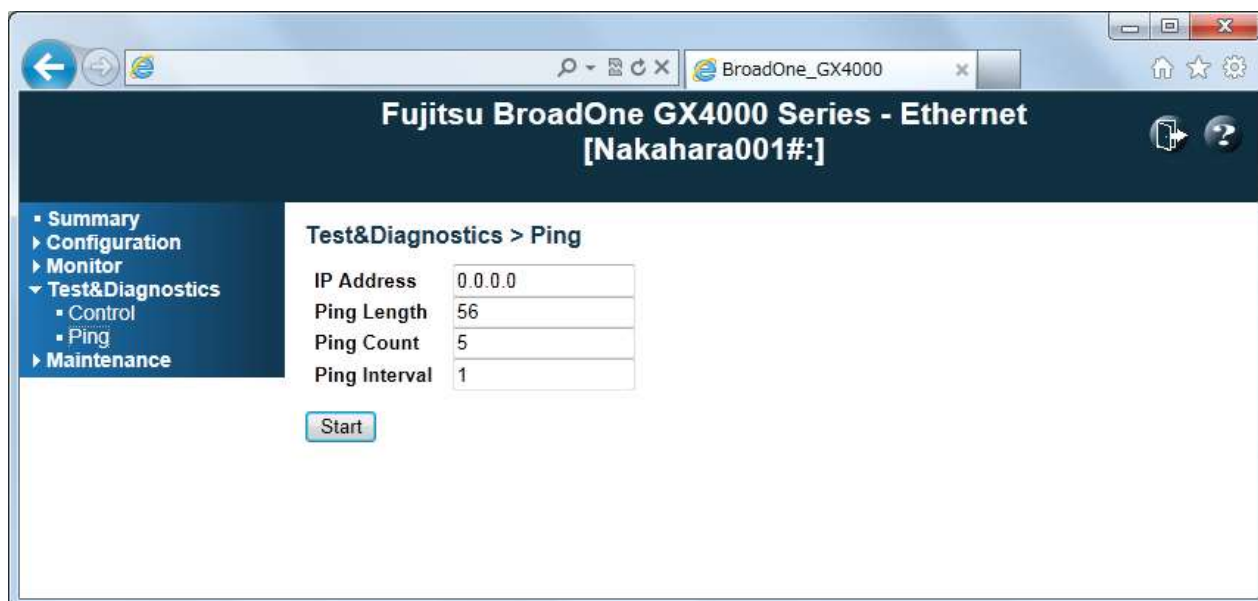 BroadOne_GX4000
Fujitsu BroadOne GX4000 Series - Ethernet
[Nakahara001#:]
Summary
Configuration
Monitor
Test&Diagnostics
Control
Ping
Maintenance
Test&Diagnostics > Ping
IP Address 0.0.0.0
Ping Length 56
Ping Count 5
Ping Interval 1
Start